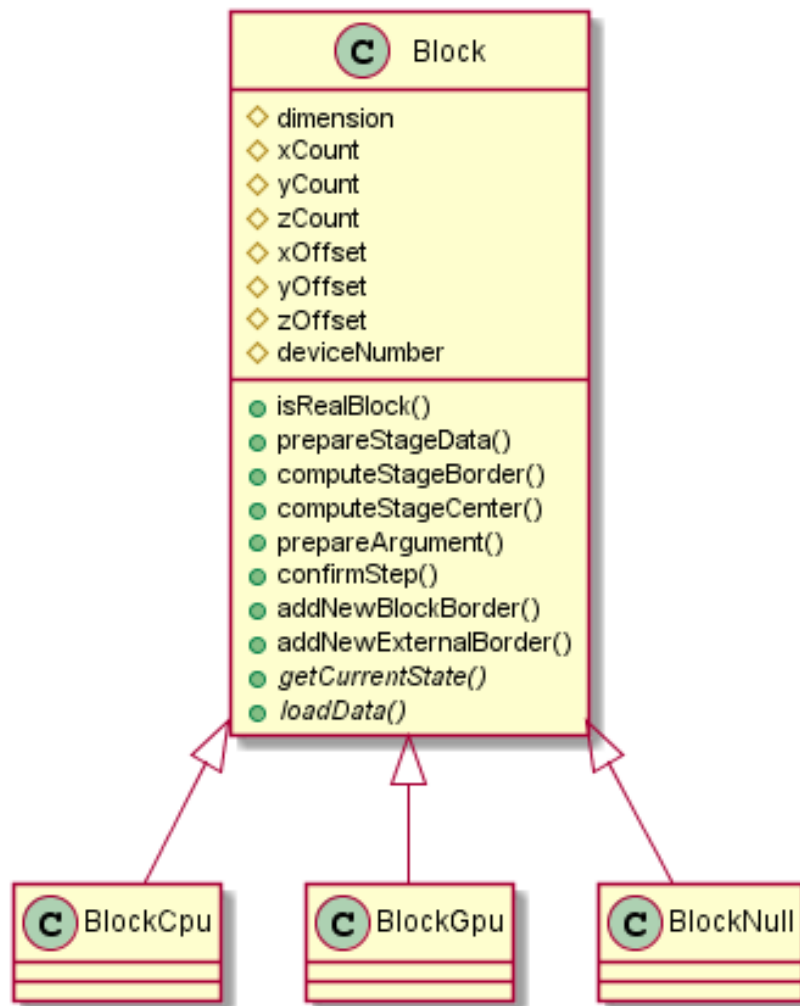 C Block
dimension
xCount
yCount
zCount
xOffset
yOffset
zOffset
deviceNumber
isRealBlock()
prepareStageData()
computeStageBorder()
computeStageCenter()
prepareArgument()
confirmStep()
addNewBlockBorder()
addNewExternalBorder()
getCurrentState()
loadData()
C BlockCpu
C BlockGpu
C BlockNull